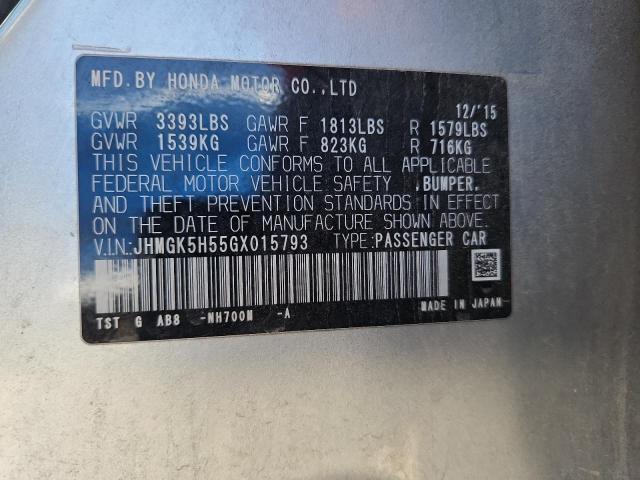 MFD.BY HONDA MOTOR CO.,LTD
12/'15
GVWR 3393LBS GAWR F 1813LBS R 1579LBS
GVWR 1539KG GAWR F 823KG R 716KG
THIS VEHICLE CONFORMS TO ALL APPLICABLE
FEDERAL MOTOR VEHICLE SAFETY ,BUMPER,
AND THEFT PREVENTION STANDARDS IN EFFECT
ON THE DATE OF MANUFACTURE SHOWN ABOVE.
V.I.N.:JHMGK5H55GX015793 TYPE:PASSENGER CAR
TST G AB8 -NH700M -A MADE IN JAPAN